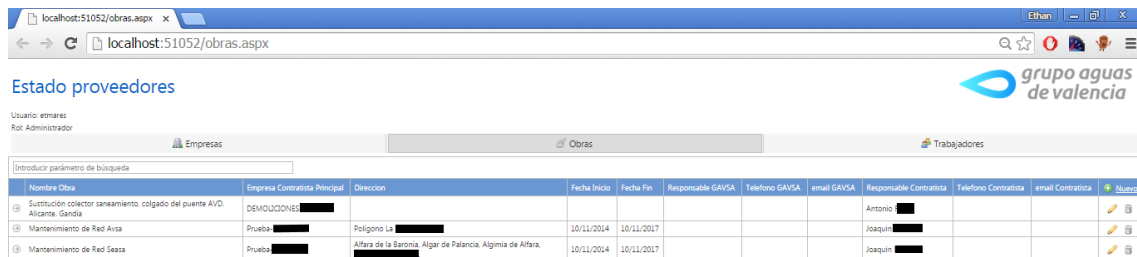 localhost:51052/obras.aspx
Ethan
localhost:51052/obras.aspx
Estado proveedores
grupo aguas
de valencia
Usuario: etmares
Rol: Administrador
Empresas Obras Trabajadores
Introducir parámetro de búsqueda
Nombre Obra Empresa Contratista Principal Direccion Fecha Inicio Fecha Fin Responsable GAVSA Telefono GAVSA email GAVSA Responsable Contratista Telefono Contratista email Contratista Nuevo
Sustitución colector saneamiento, colgado del puente AVD.
Alicante. Gandia
DEMOLICIONES Antonio
Mantenimiento de Red Avsa Prueba- Poligono La 10/11/2014 10/11/2017 Joaquin
Mantenimiento de Red Seasa Prueba- Alfara de la Baronia, Algar de Palancia, Algimia de Alfara, 10/11/2014 10/11/2017 Joaquin